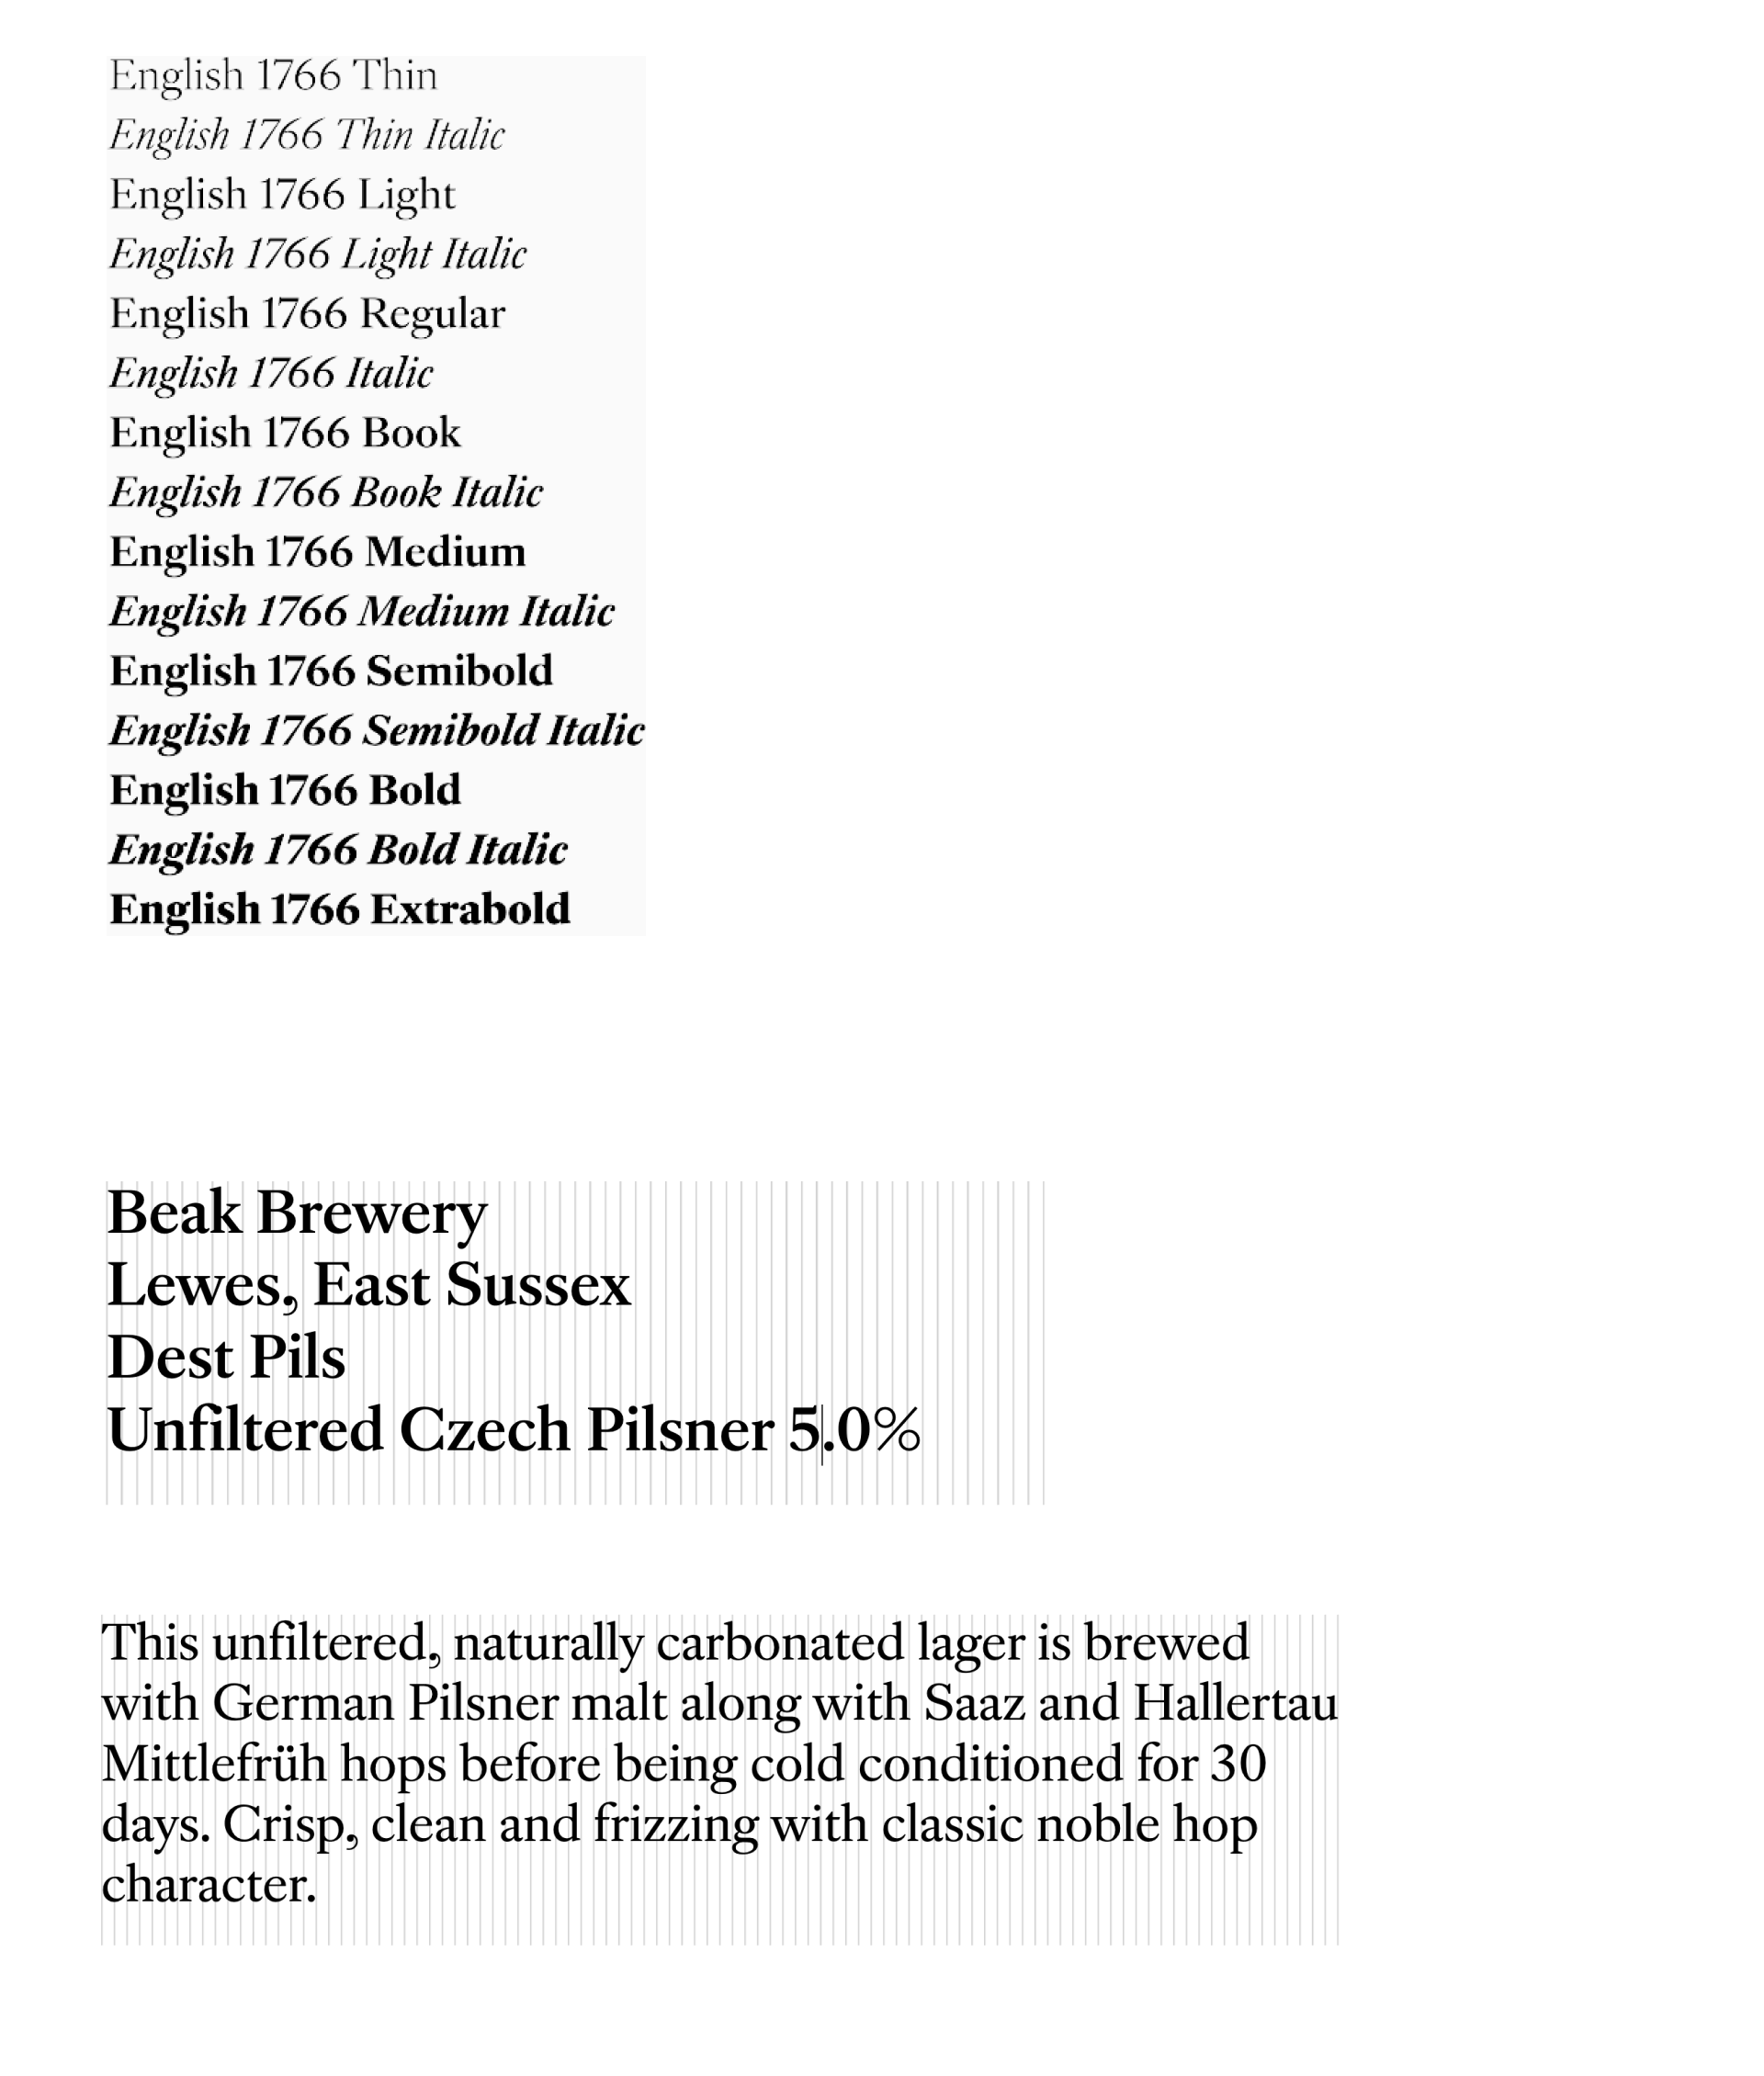 English 1766 Thin
English 1766 Thin Italic
English 1766 Light
English 1766 Light Italic
English 1766 Regular
English 1766 Italic
English 1766 Book
English 1766 Book Italic
English 1766 Medium
English 1766 Medium Italic
English 1766 Semibold
English 1766 Semibold Italic
English 1766 Bold
English 1766 Bold Italic
English 1766 Extrabold
Beak Brewery
Lewes, East Sussex
Dest Pils
Unfiltered Czech Pilsner 5.0%
This unfiltered, naturally carbonated lager is brewed
with German Pilsner malt along with Saaz and Hallertau
Mittlefrüh hops before being cold conditioned for 30
days. Crisp, clean and frizzing with classic noble hop
character.